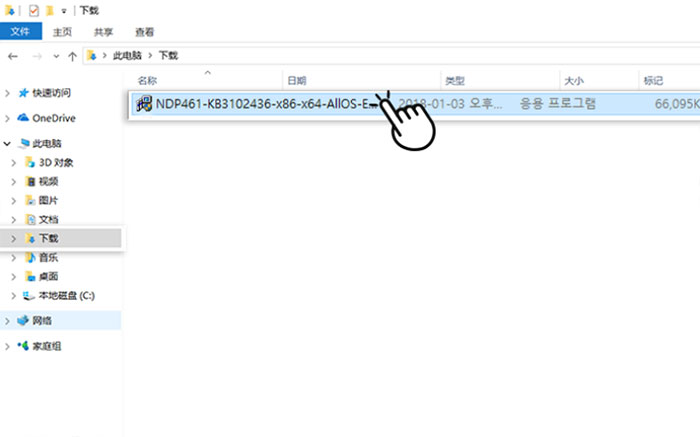 下载
文件 主页 共享 查看
此电脑 下载
名称 日期 类型 大小 标记
快速访问
NDP461-KB3102436-x86-x64-AllOS-E... 2018-01-03 오후... 응용 프로그램 66,095K
OneDrive
此电脑
3D 对象
视频
图片
文档
下载
音乐
桌面
本地磁盘 (C:)
网络
家庭组